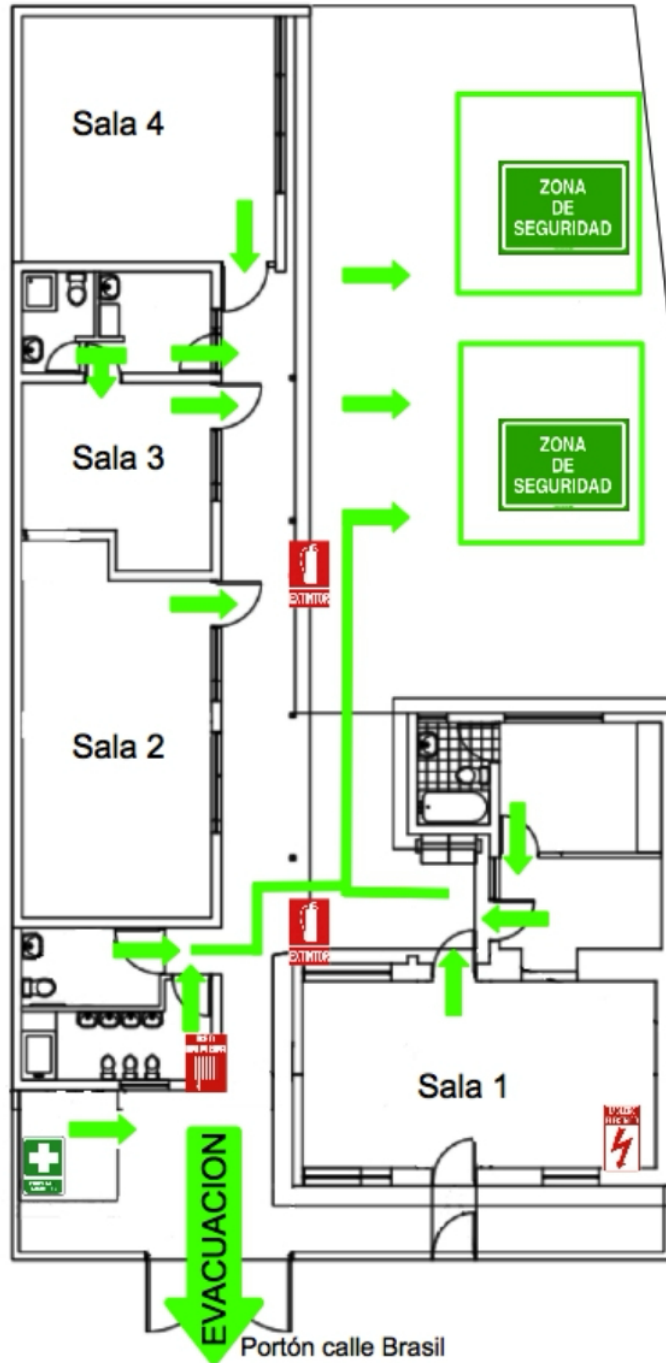 Sala 4
ZONA
DE
SEGURIDAD
Sala 3
ZONA
DE
SEGURIDAD
EXTINTOR
Sala 2
EXTINTOR
Sala 1
EVACUACION
Portón calle Brasil